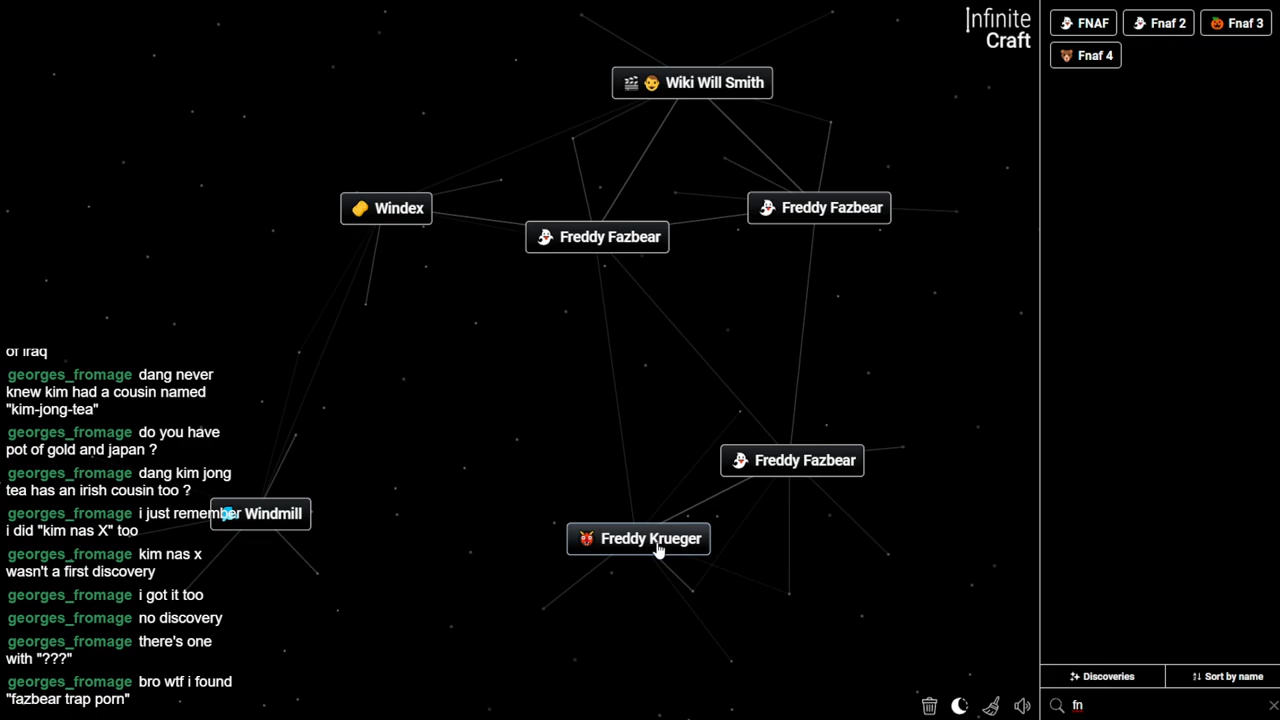 Infinite
Craft
FNAF
Fnaf 2
Fnaf 3
Fnaf 4
Wiki Will Smith
Windex
Freddy Fazbear
Freddy Fazbear
Freddy Fazbear
Windmill
Freddy Krueger
of iraq
georges_fromage dang never
knew kim had a cousin named
"kim-jong-tea"
georges_fromage do you have
pot of gold and japan ?
georges_fromage dang kim jong
tea has an irish cousin too ?
georges_fromage i just remember
i did "kim nas X" too
georges_fromage kim nas x
wasn't a first discovery
georges_fromage i got it too
georges_fromage no discovery
georges_fromage there's one
with "???"
georges_fromage bro wtf i found
"fazbear trap porn"
Discoveries
Sort by name
fn